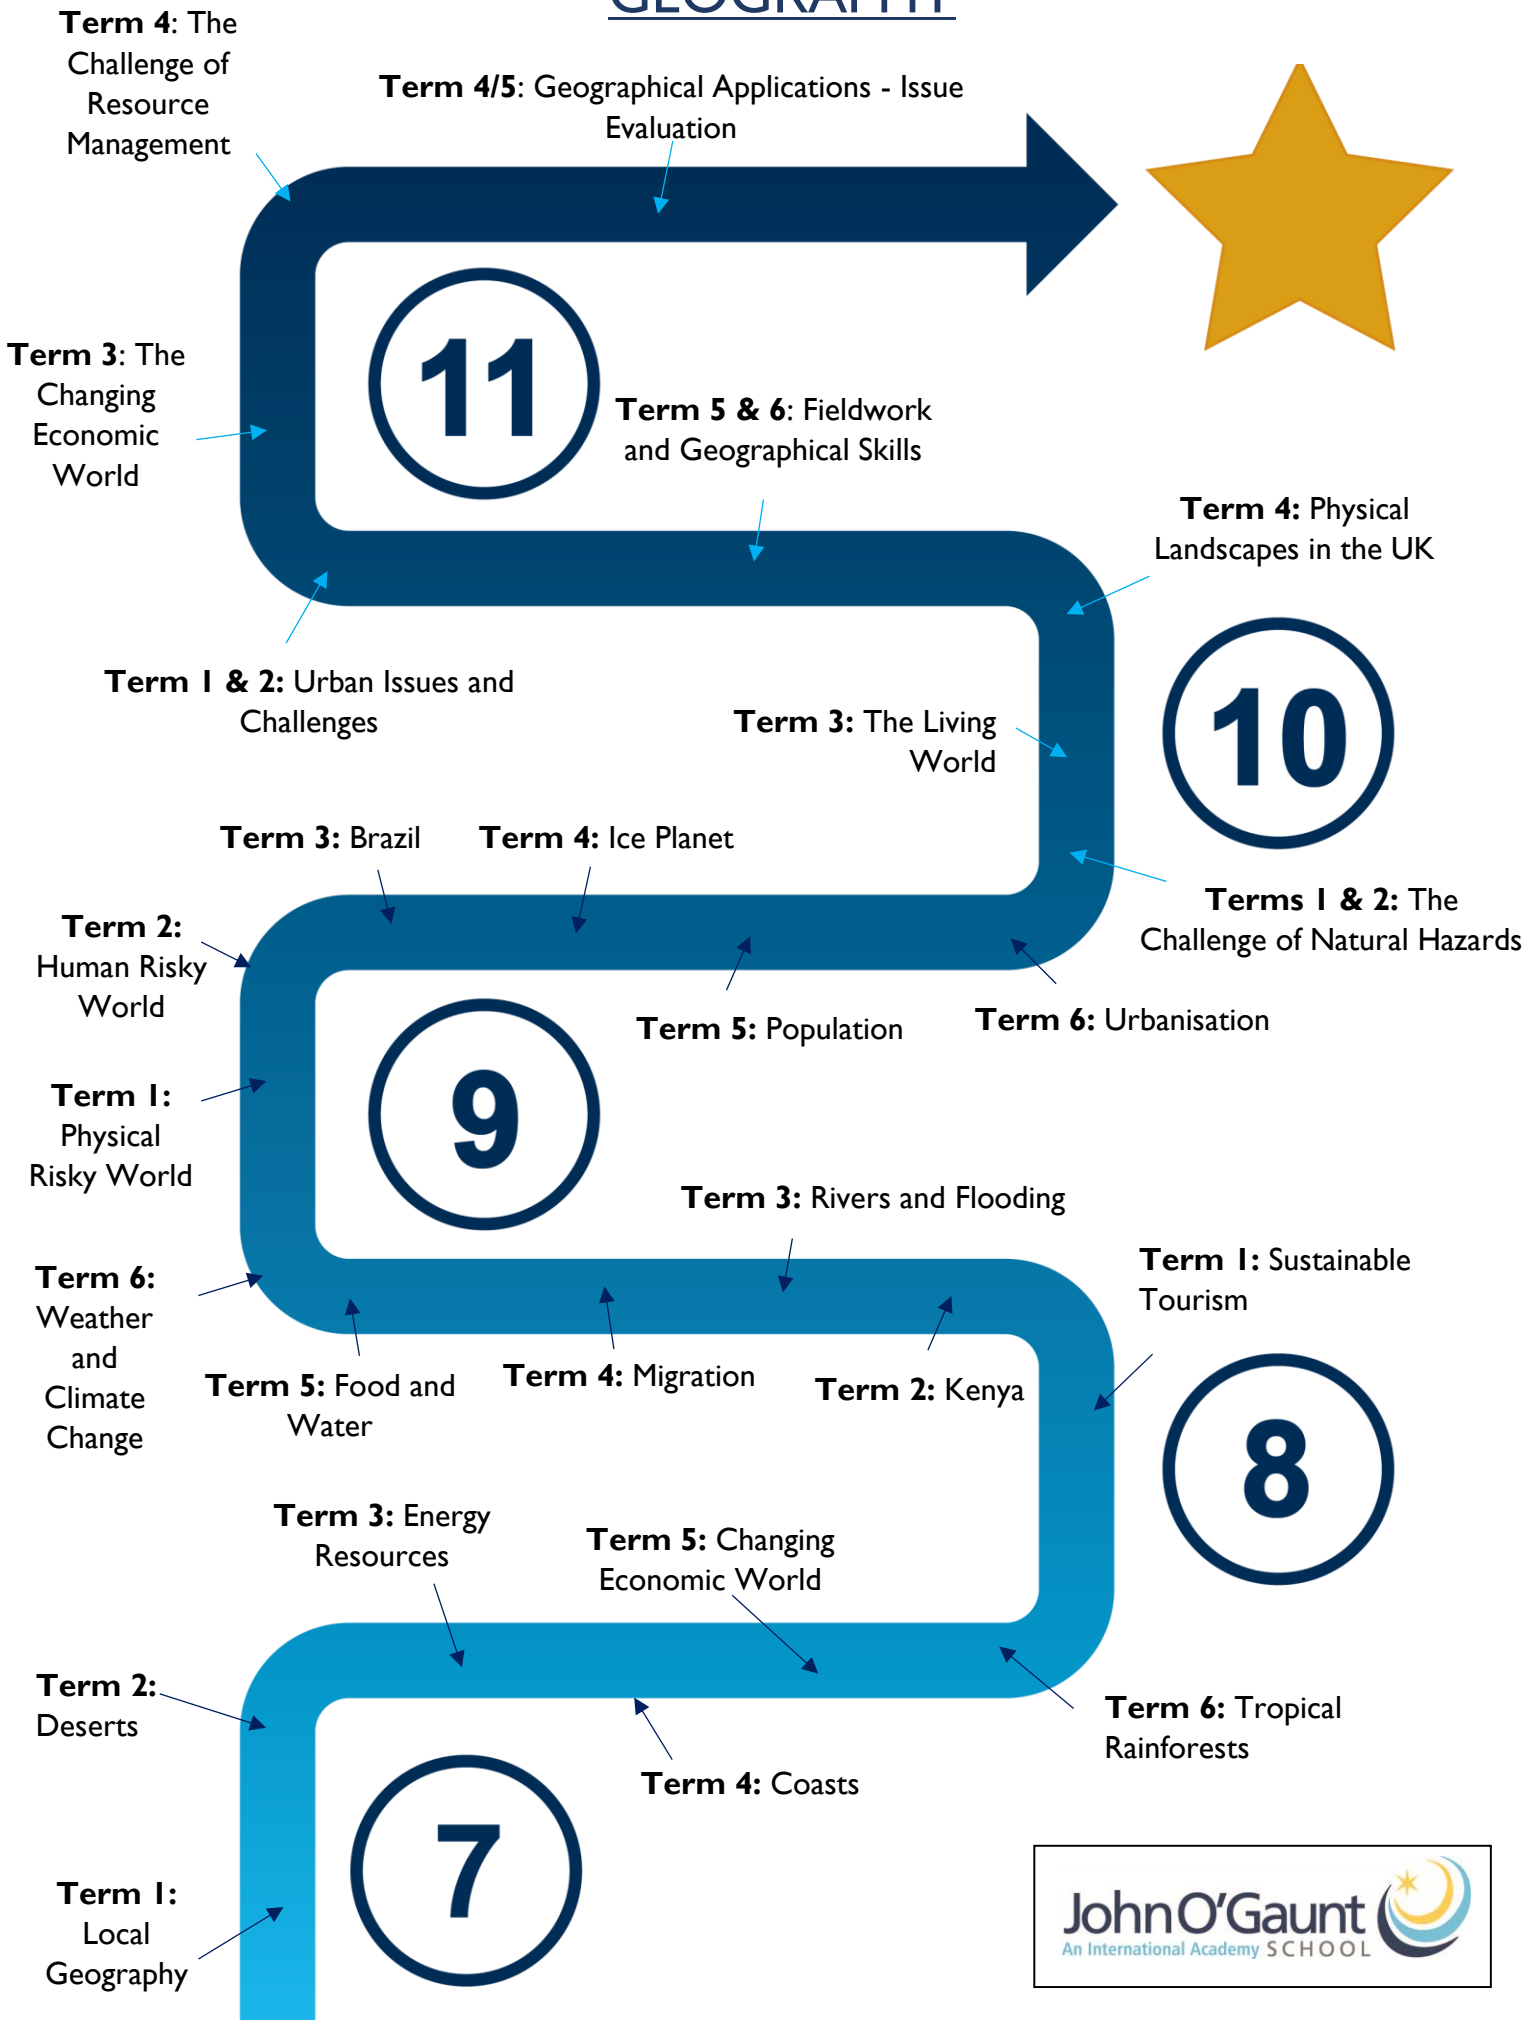 GEOGRAPHY
Term 4: The
Challenge of
Resource
Management
Term 4/5: Geographical Applications - Issue
Evaluation
11
Term 3: The
Changing
Economic
World
Term 5 & 6: Fieldwork
and Geographical Skills
Term 4: Physical
Landscapes in the UK
Term 1 & 2: Urban Issues and
Challenges
Term 3: The Living
World
10
Terms 1 & 2: The
Challenge of Natural Hazards
Term 3: Brazil
Term 4: Ice Planet
Term 2:
Human Risky
World
Term 5: Population
Term 6: Urbanisation
9
Term 1:
Physical
Risky World
Term 3: Rivers and Flooding
Term 1: Sustainable
Tourism
Term 6:
Weather
and
Climate
Change
Term 5: Food and
Water
Term 4: Migration
Term 2: Kenya
8
Term 3: Energy
Resources
Term 5: Changing
Economic World
Term 2:
Deserts
Term 6: Tropical
Rainforests
Term 4: Coasts
7
Term 1:
Local
Geography
John O'Gaunt
An International Academy SCHOOL